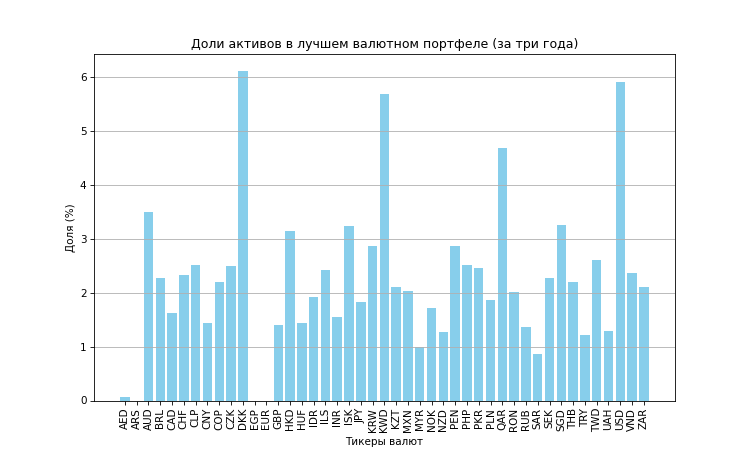 Доли активов в лучшем валютном портфеле (за три года)
Доля (%)
6
5
4
3
2
1
0
AED
ARS
AUD
BRL
CAD
CHF
CLP
CNY
COP
CZK
DKK
EGP
EUR
GBP
HKD
HUF
IDR
ILS
INR
ISK
JPY
KRW
KWD
KZT
MXN
MYR
NOK
NZD
PEN
PHP
PKR
PLN
QAR
RON
RUB
SAR
SEK
SGD
THB
TRY
TWD
UAH
USD
VND
ZAR
Тикеры валют